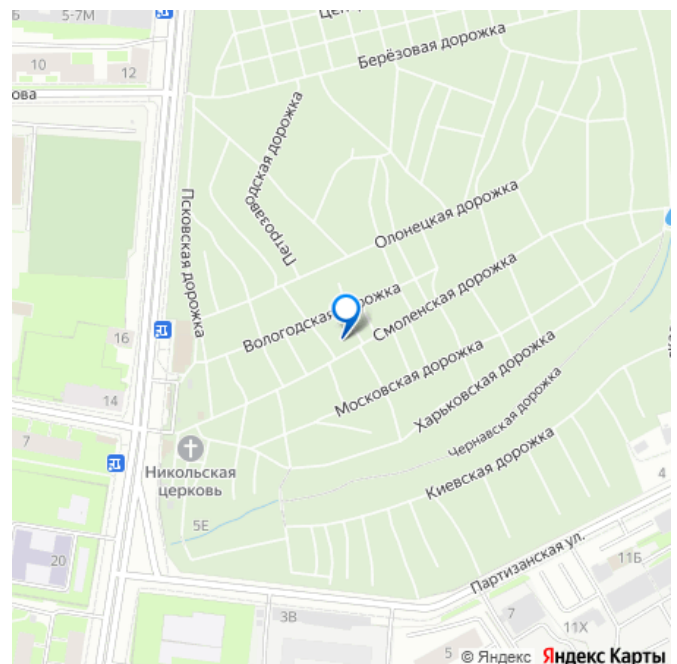 5-7М
Берёзовая дорожка
10
12
ова
Петрозаводская дорожка
Псковская дорожка
Олонецкая дорожка
Вологодская дорожка
Смоленская дорожка
16
Московская дорожка
Харьковская дорожка
14
7
Чернавская дорожка
Никольская
церковь
Киевская дорожка
4
5Е
20
Партизанская ул.
11Б
3В
7
11Х
5
© Яндекс Яндекс Карты